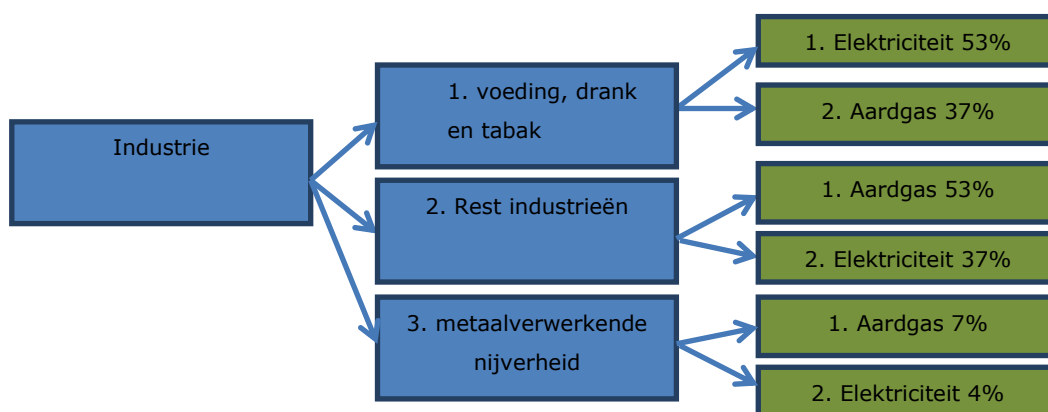 Industrie
1. voeding, drank
en tabak
1. Elektriciteit 53%
2. Aardgas 37%
2. Rest industrieën
1. Aardgas 53%
2. Elektriciteit 37%
3. metaalverwerkende
nijverheid
1. Aardgas 7%
2. Elektriciteit 4%